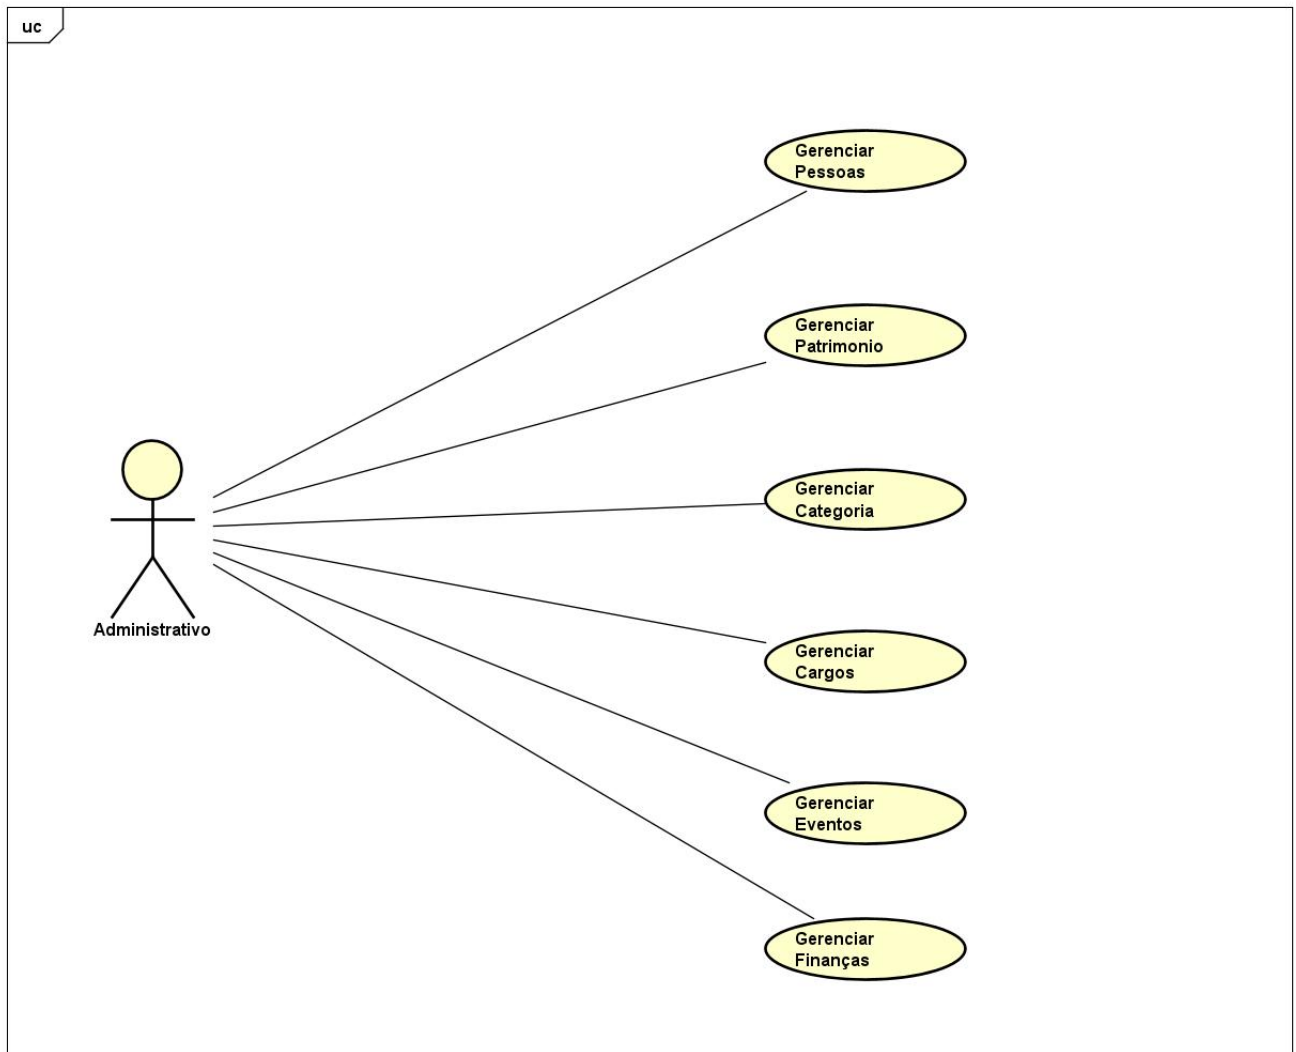 uc
Gerenciar
Pessoas
Gerenciar
Patrimonio
Gerenciar
Categoria
Administrativo
Gerenciar
Cargos
Gerenciar
Eventos
Gerenciar
Finanças